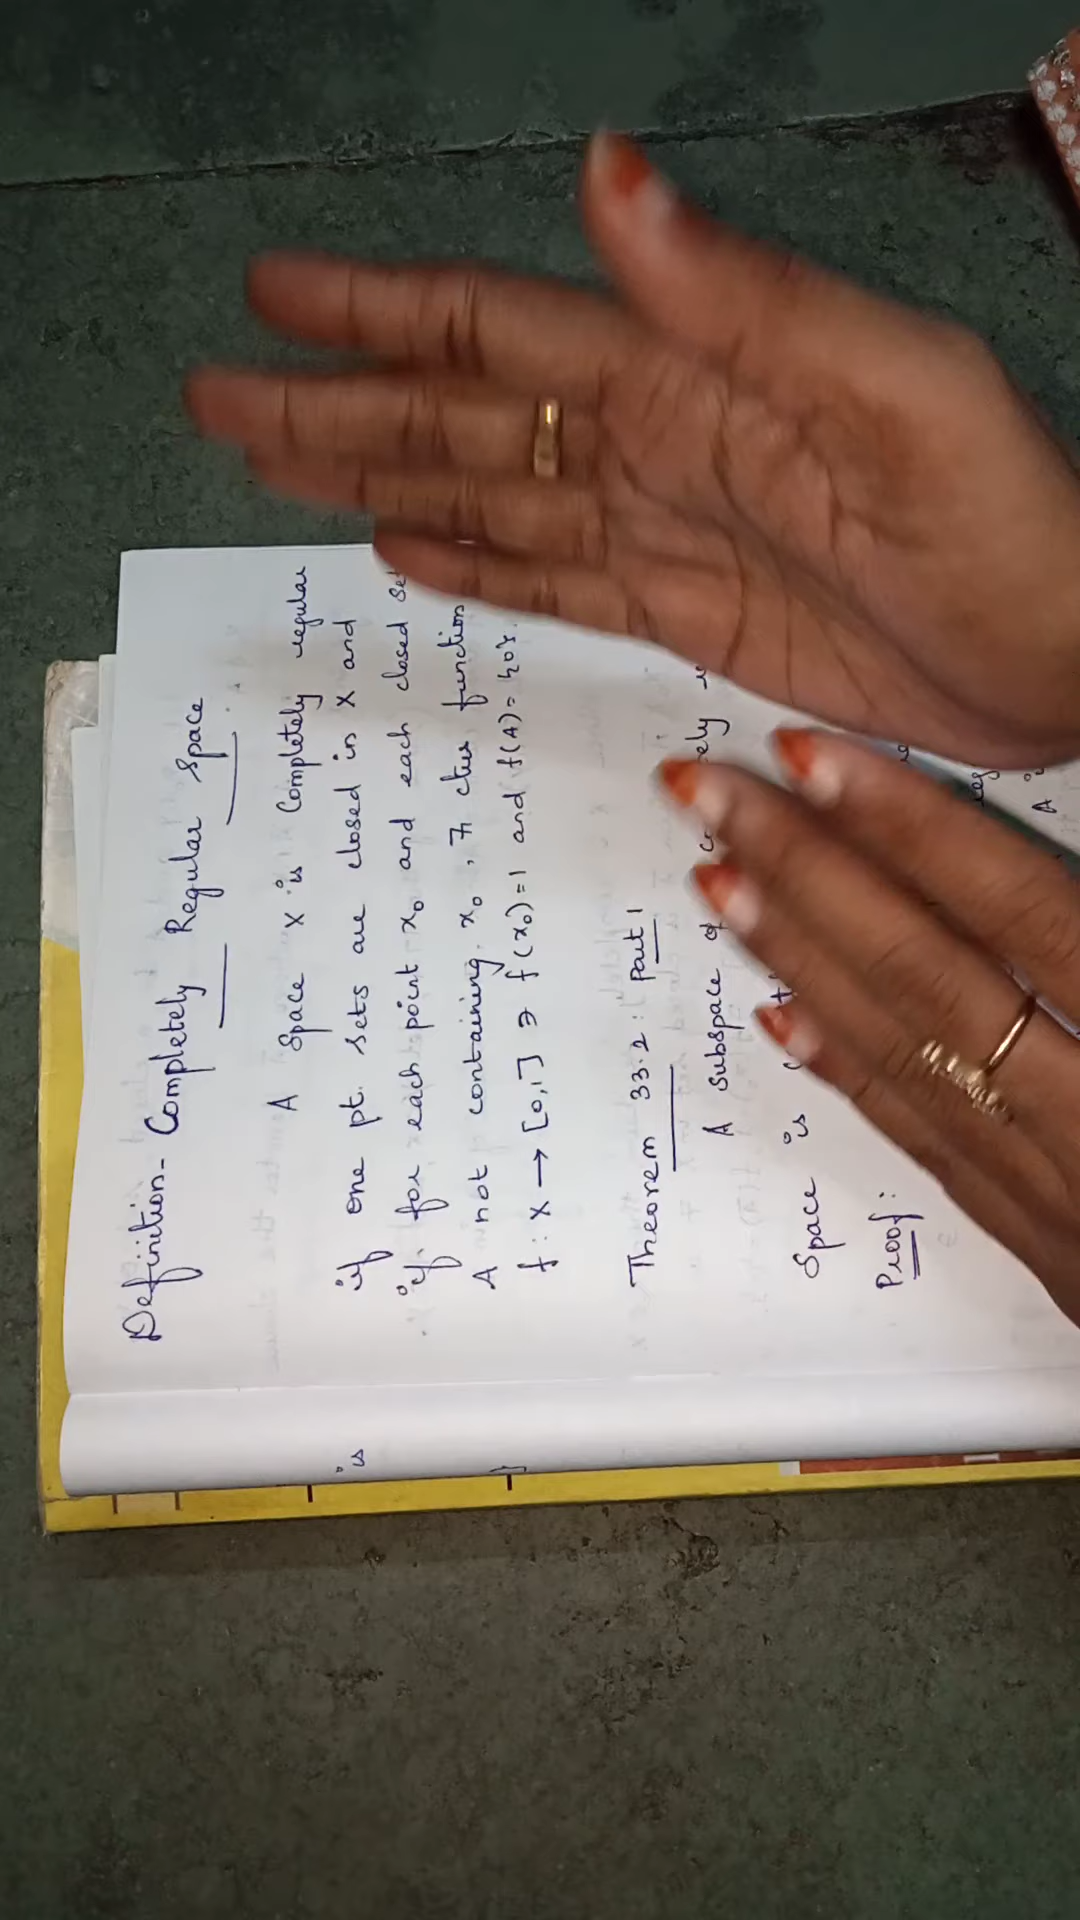 Definition - Completely Regular Space
A Space X is Completely regular
if one pt. sets are closed in X and
if for each point x₀ and each closed set
A not containing x₀, ∃ ctus function
f : X → [0,1] ∋ f(x₀)=1 and f(A)={0}.
Theorem 33.2 : Part 1
A Subspace of
Space is
Proof:
is